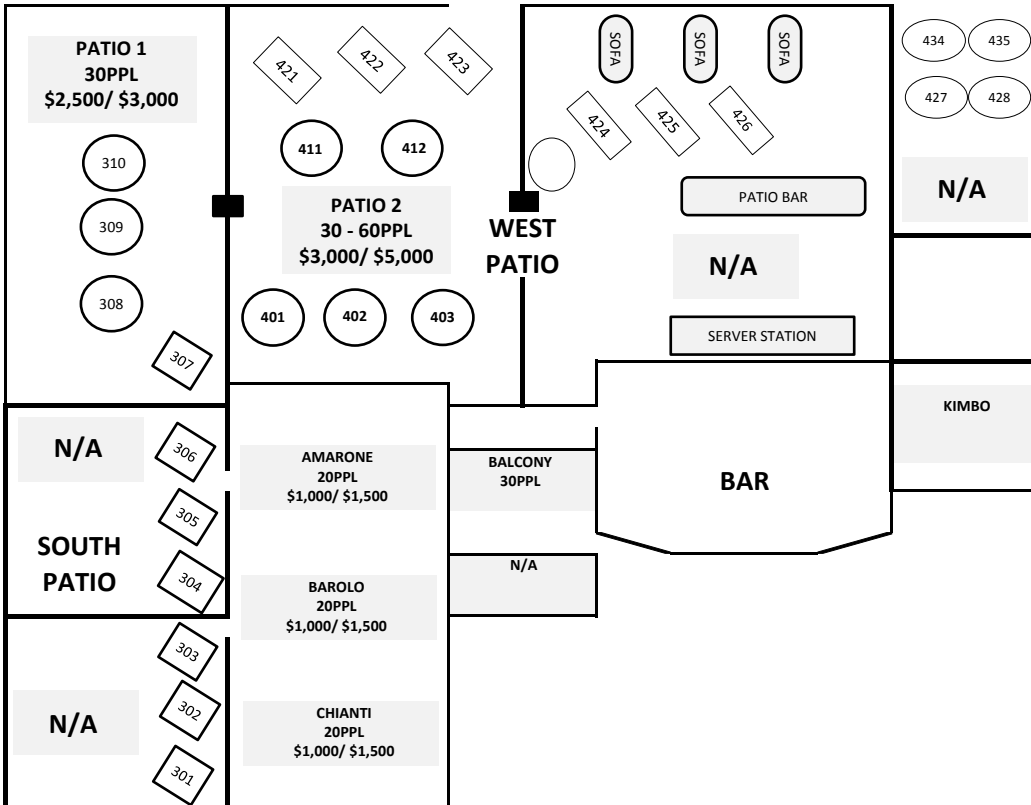 PATIO 1
30PPL
$2,500/ $3,000
310
309
308
307
421
422
423
411
412
PATIO 2
30 - 60PPL
$3,000/ $5,000
401
402
403
WEST
PATIO
SOFA
SOFA
SOFA
424
425
426
PATIO BAR
N/A
SERVER STATION
434
435
427
428
N/A
KIMBO
N/A
306
305
SOUTH
PATIO
304
303
302
N/A
301
AMARONE
20PPL
$1,000/ $1,500
BAROLO
20PPL
$1,000/ $1,500
CHIANTI
20PPL
$1,000/ $1,500
BALCONY
30PPL
N/A
BAR